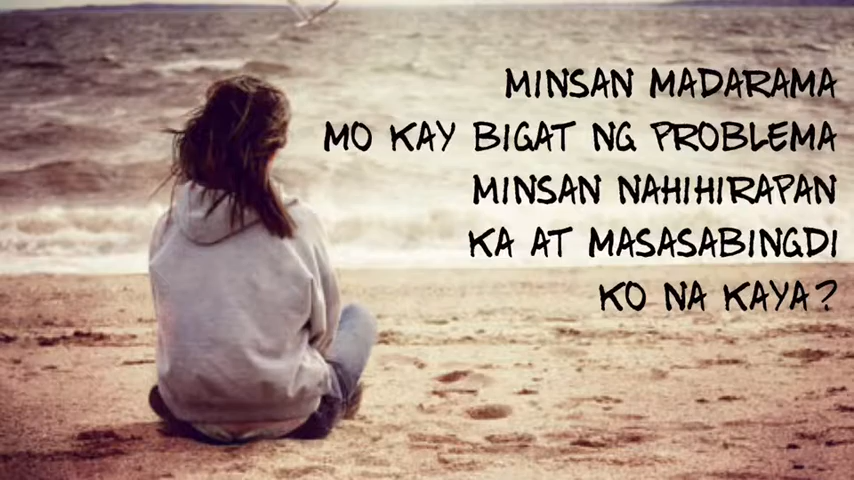 MINSAN MADARAMA
MO KAY BIGAT NG PROBLEMA
MINSAN NAHIHIRAPAN
KA AT MASASABINGDI
KO NA KAYA?